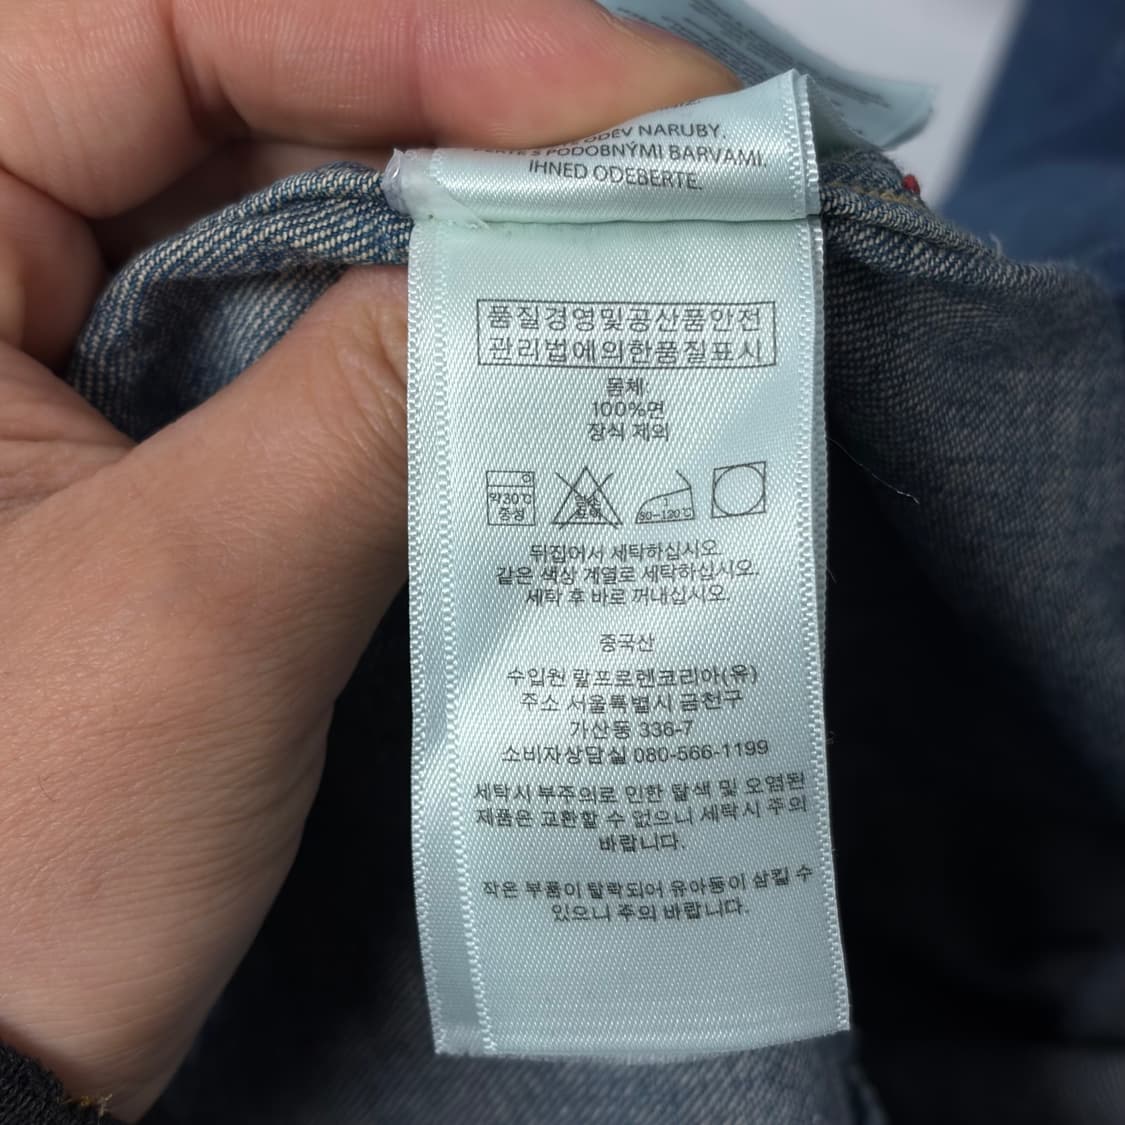 ODEV NARUBY.
S PODOBNÝMI BARVAMI.
IHNED ODEBERTE.
품질경영및공산품안전
관리법에의한품질표시
몸체:
100%면
장식 제외
약30℃
중성
염소
표백
80-120℃
뒤집어서 세탁하십시오.
같은 색상 계열로 세탁하십시오.
세탁 후 바로 꺼내십시오.
중국산
수입원 랄프로렌코리아(유)
주소 서울특별시 금천구
가산동 336-7
소비자상담실 080-566-1199
세탁시 부주의로 인한 탈색 및 오염된
제품은 교환할 수 없으니 세탁시 주의
바랍니다.
작은 부품이 탈락되어 유아등이 삼킬 수
있으니 주의 바랍니다.